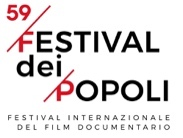 59
FESTIVAL
dei
POPOLI
FESTIVAL INTERNAZIONALE
DEL FILM DOCUMENTARIO